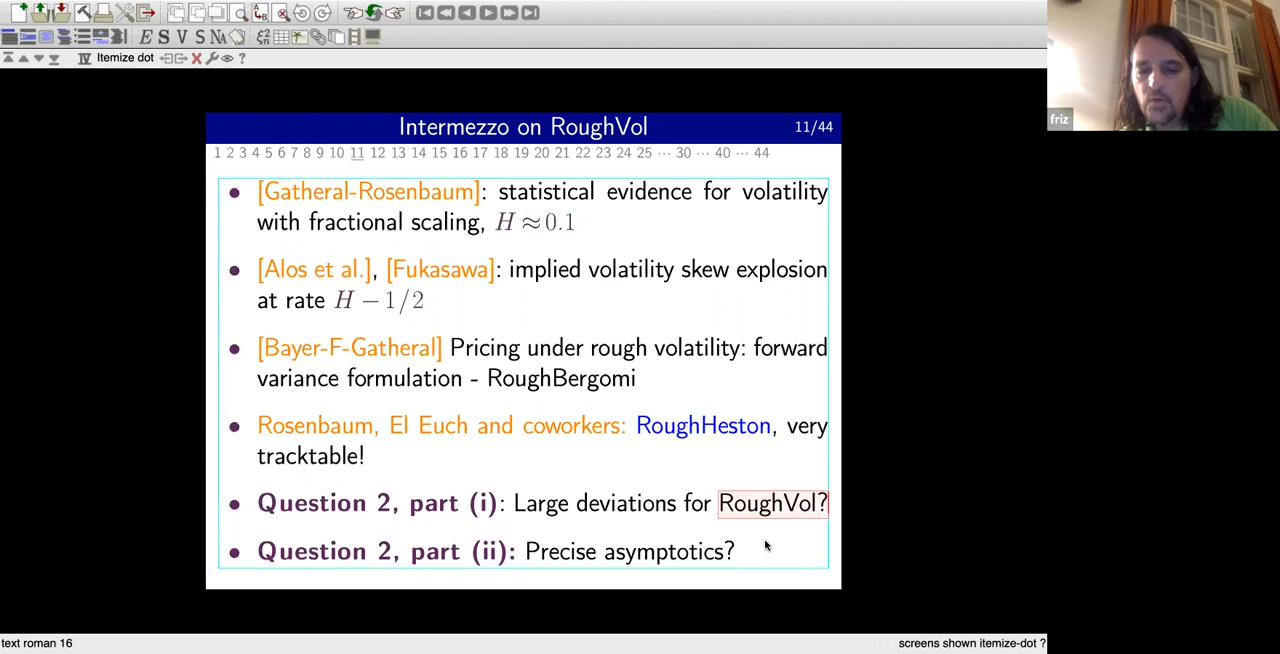 E S V S NA
IV Itemize dot ?
friz
Intermezzo on RoughVol 11/44
1 2 3 4 5 6 7 8 9 10 11 12 13 14 15 16 17 18 19 20 21 22 23 24 25 ··· 30 ··· 40 ··· 44
• [Gatheral-Rosenbaum]: statistical evidence for volatility
with fractional scaling, H ≈ 0.1
• [Alos et al.], [Fukasawa]: implied volatility skew explosion
at rate H − 1/2
• [Bayer-F-Gatheral] Pricing under rough volatility: forward
variance formulation - RoughBergomi
• Rosenbaum, El Euch and coworkers: RoughHeston, very
tracktable!
• Question 2, part (i): Large deviations for RoughVol?
• Question 2, part (ii): Precise asymptotics?
text roman 16
screens shown itemize-dot ?